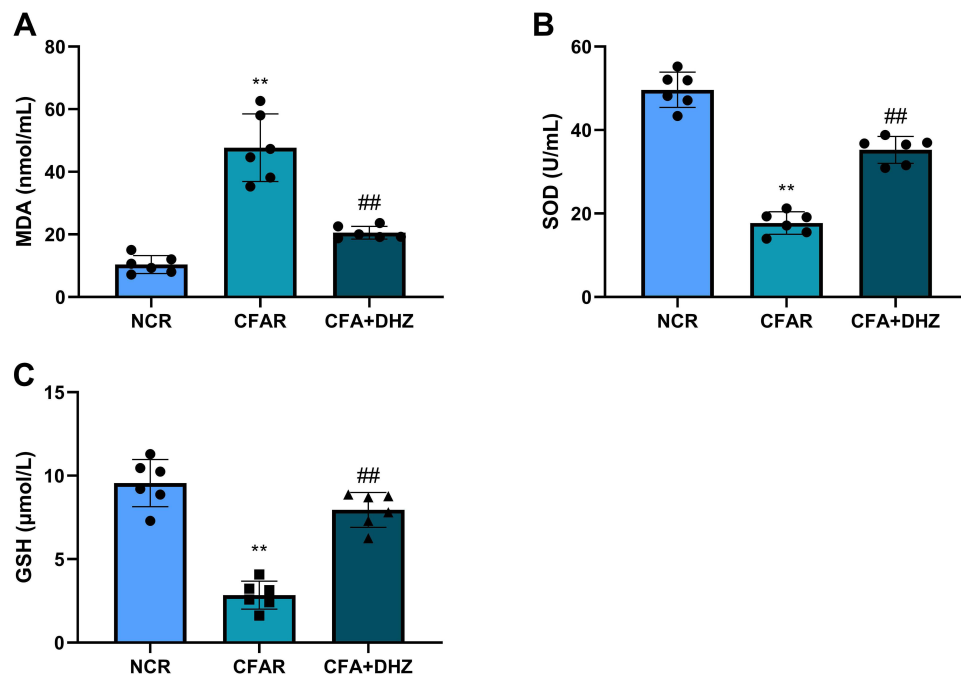 A
MDA (nmol/mL)
80
60
40
20
0
**
##
NCR CFAR CFA+DHZ
B
SOD (U/mL)
60
40
20
0
**
##
NCR CFAR CFA+DHZ
C
GSH (μmol/L)
15
10
5
0
**
##
NCR CFAR CFA+DHZ